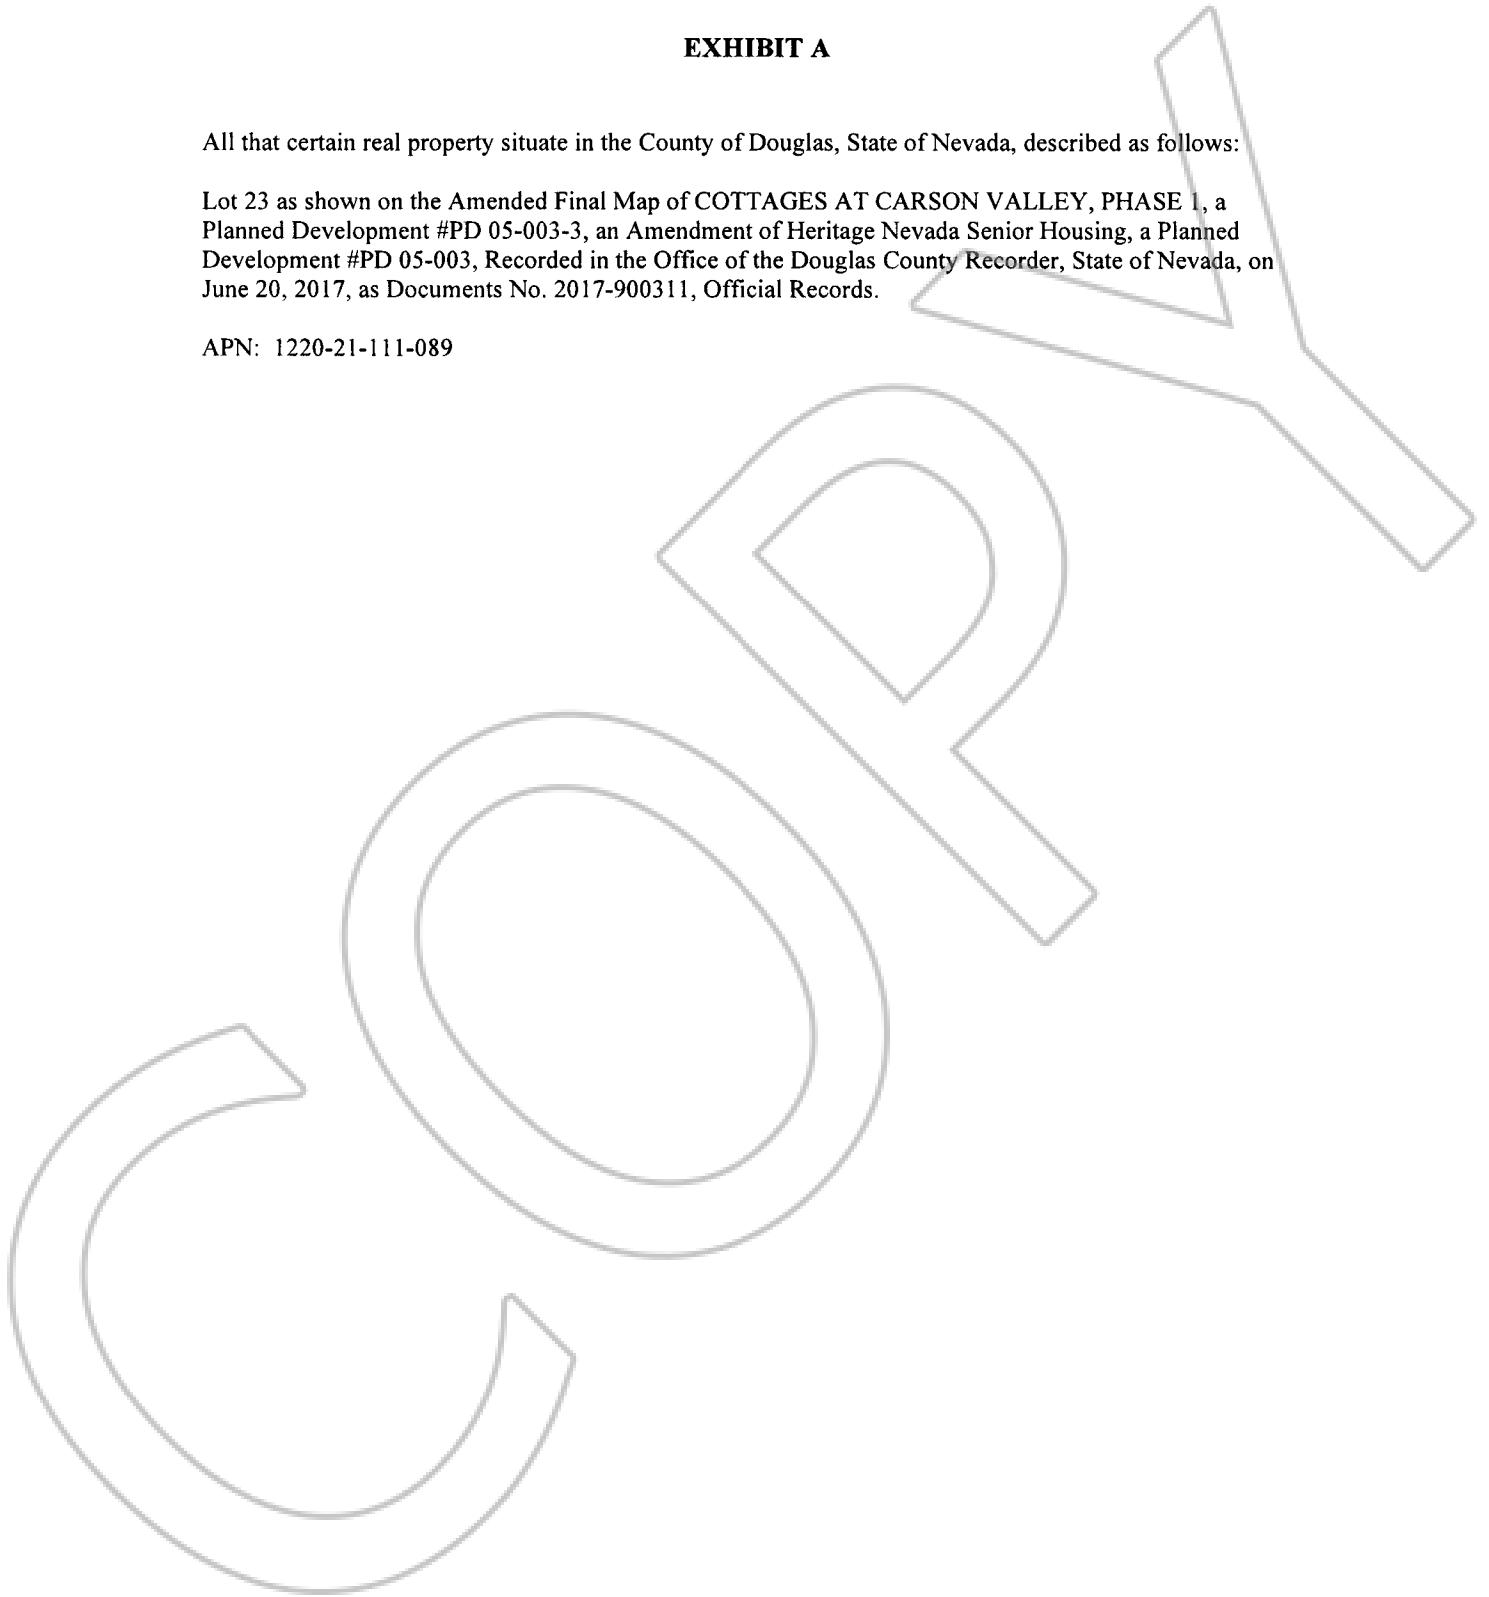 EXHIBIT A
All that certain real property situate in the County of Douglas, State of Nevada, described as follows:
Lot 23 as shown on the Amended Final Map of COTTAGES AT CARSON VALLEY, PHASE 1, a
Planned Development #PD 05-003-3, an Amendment of Heritage Nevada Senior Housing, a Planned
Development #PD 05-003, Recorded in the Office of the Douglas County Recorder, State of Nevada, on
June 20, 2017, as Documents No. 2017-900311, Official Records.
APN: 1220-21-111-089
COPY